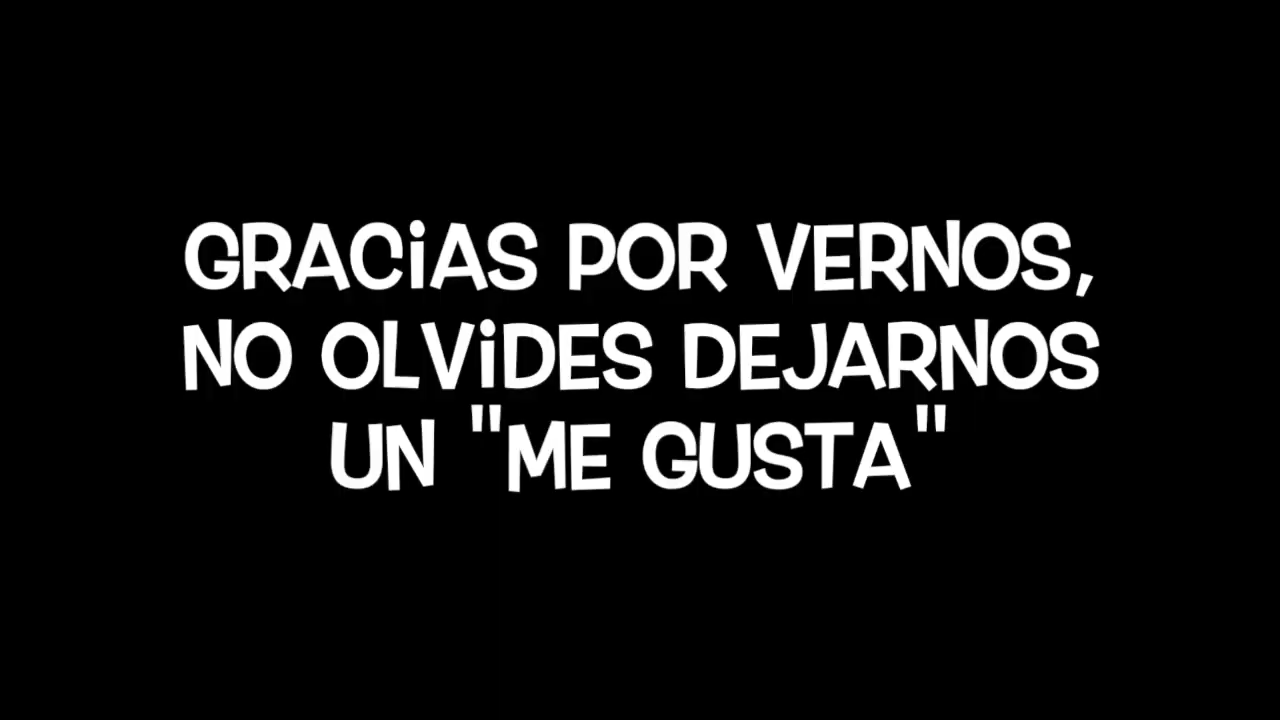 GRACiAS POR VERNOS,
NO OLViDES DEJARNOS
UN "ME GUSTA"